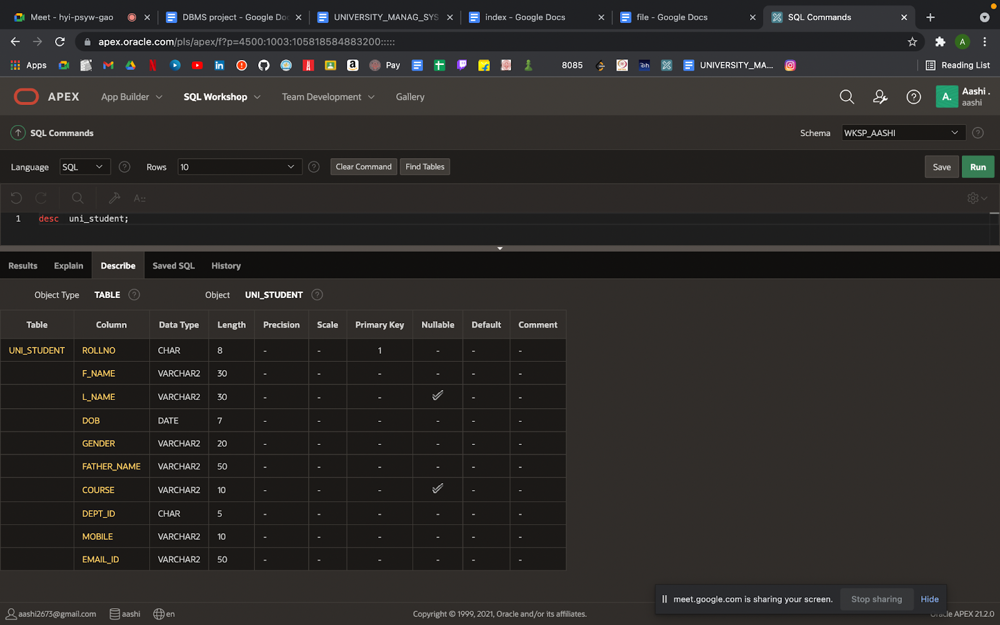 Meet - hyi-psyw-gao
DBMS project - Google Doc
UNIVERSITY_MANAG_SYS
index - Google Docs
file - Google Docs
SQL Commands
apex.oracle.com/pls/apex/f?p=4500:1003:105818584883200:::::
A
Apps
Pay
8085
UNIVERSITY_MA...
Reading List
APEX
App Builder
SQL Workshop
Team Development
Gallery
A.
Aashi .
aashi
SQL Commands
Schema
WKSP_AASHI
Language
SQL
Rows
10
Clear Command
Find Tables
Save
Run
1 desc uni_student;
Results
Explain
Describe
Saved SQL
History
Object Type TABLE
Object UNI_STUDENT
Table Column Data Type Length Precision Scale Primary Key Nullable Default Comment
UNI_STUDENT ROLLNO CHAR 8 - - 1 - - -
F_NAME VARCHAR2 30 - - - - - -
L_NAME VARCHAR2 30 - - - ✓ - -
DOB DATE 7 - - - - - -
GENDER VARCHAR2 20 - - - - - -
FATHER_NAME VARCHAR2 50 - - - - - -
COURSE VARCHAR2 10 - - - ✓ - -
DEPT_ID CHAR 5 - - - - - -
MOBILE VARCHAR2 10 - - - - - -
EMAIL_ID VARCHAR2 50 - - - - - -
meet.google.com is sharing your screen.
Stop sharing
Hide
aashi2673@gmail.com
aashi
en
Copyright © 1999, 2021, Oracle and/or its affiliates.
Oracle APEX 21.2.0